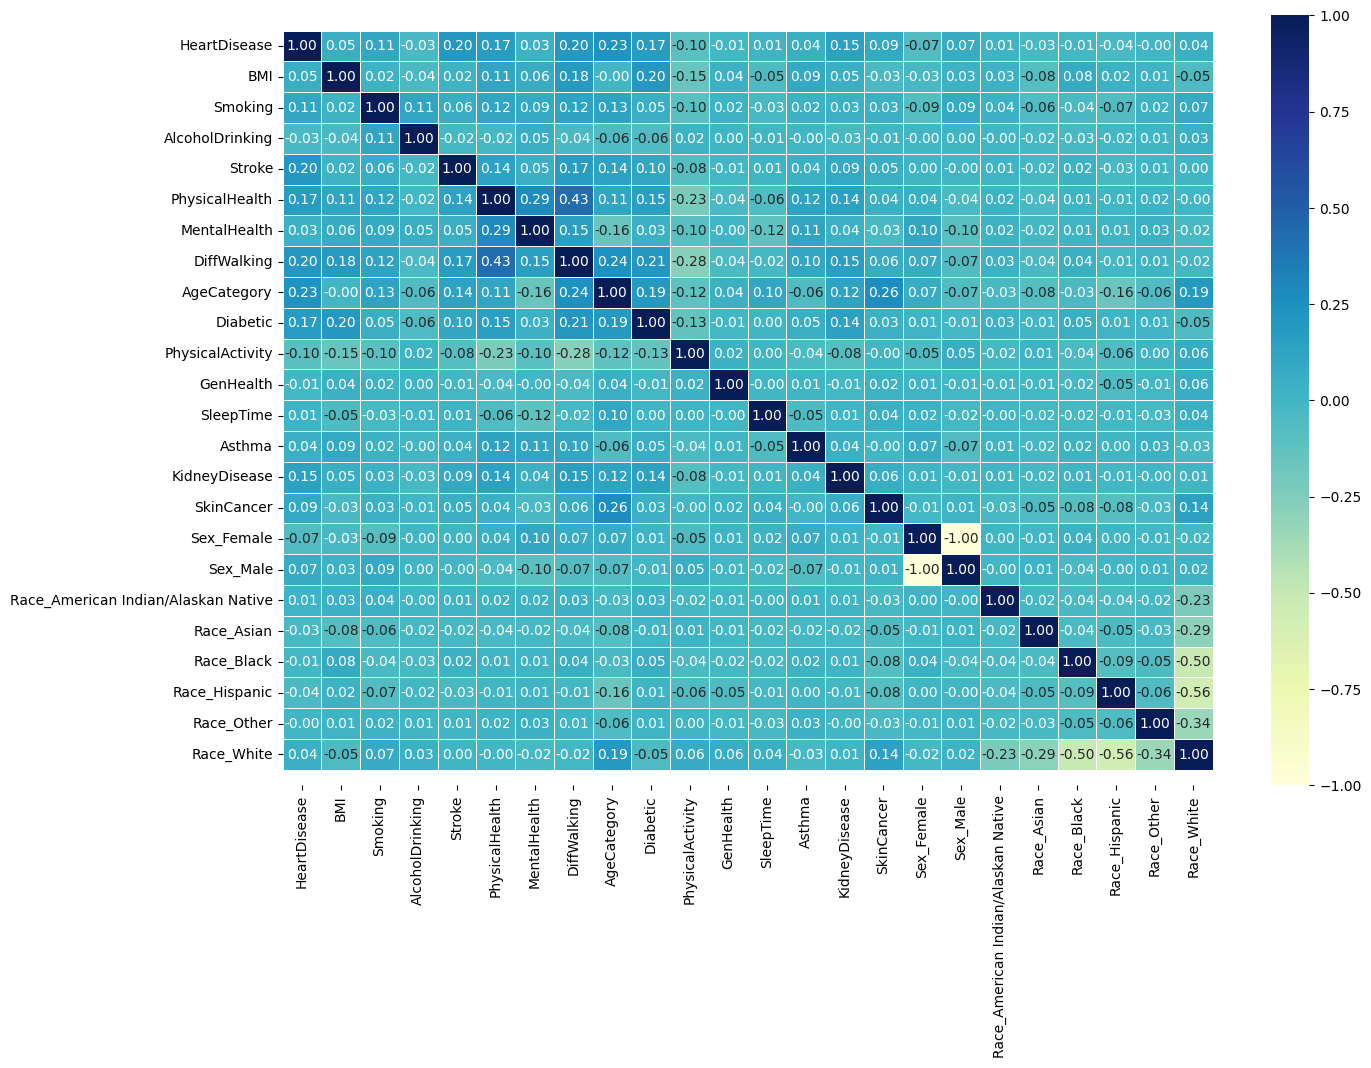 HeartDisease 1.00 0.05 0.11 -0.03 0.20 0.17 0.03 0.20 0.23 0.17 -0.10 -0.01 0.01 0.04 0.15 0.09 -0.07 0.07 0.01 -0.03 -0.01 -0.04 -0.00 0.04
BMI 0.05 1.00 0.02 -0.04 0.02 0.11 0.06 0.18 -0.00 0.20 -0.15 0.04 -0.05 0.09 0.05 -0.03 -0.03 0.03 0.03 -0.08 0.08 0.02 0.01 -0.05
Smoking 0.11 0.02 1.00 0.11 0.06 0.12 0.09 0.12 0.13 0.05 -0.10 0.02 -0.03 0.02 0.03 0.03 -0.09 0.09 0.04 -0.06 -0.04 -0.07 0.02 0.07
AlcoholDrinking -0.03 -0.04 0.11 1.00 -0.02 -0.02 0.05 -0.04 -0.06 -0.06 0.02 0.00 -0.01 -0.00 -0.03 -0.01 -0.00 0.00 -0.00 -0.02 -0.03 -0.02 0.01 0.03
Stroke 0.20 0.02 0.06 -0.02 1.00 0.14 0.05 0.17 0.14 0.10 -0.08 -0.01 0.01 0.04 0.09 0.05 0.00 -0.00 0.01 -0.02 0.02 -0.03 0.01 0.00
PhysicalHealth 0.17 0.11 0.12 -0.02 0.14 1.00 0.29 0.43 0.11 0.15 -0.23 -0.04 -0.06 0.12 0.14 0.04 0.04 -0.04 0.02 -0.04 0.01 -0.01 0.02 -0.00
MentalHealth 0.03 0.06 0.09 0.05 0.05 0.29 1.00 0.15 -0.16 0.03 -0.10 -0.00 -0.12 0.11 0.04 -0.03 0.10 -0.10 0.02 -0.02 0.01 0.01 0.03 -0.02
DiffWalking 0.20 0.18 0.12 -0.04 0.17 0.43 0.15 1.00 0.24 0.21 -0.28 -0.04 -0.02 0.10 0.15 0.06 0.07 -0.07 0.03 -0.04 0.04 -0.01 0.01 -0.02
AgeCategory 0.23 -0.00 0.13 -0.06 0.14 0.11 -0.16 0.24 1.00 0.19 -0.12 0.04 0.10 -0.06 0.12 0.26 0.07 -0.07 -0.03 -0.08 -0.03 -0.16 -0.06 0.19
Diabetic 0.17 0.20 0.05 -0.06 0.10 0.15 0.03 0.21 0.19 1.00 -0.13 -0.01 0.00 0.05 0.14 0.03 0.01 -0.01 0.03 -0.01 0.05 0.01 0.01 -0.05
PhysicalActivity -0.10 -0.15 -0.10 0.02 -0.08 -0.23 -0.10 -0.28 -0.12 -0.13 1.00 0.02 0.00 -0.04 -0.08 -0.00 -0.05 0.05 -0.02 0.01 -0.04 -0.06 0.00 0.06
GenHealth -0.01 0.04 0.02 0.00 -0.01 -0.04 -0.00 -0.04 0.04 -0.01 0.02 1.00 -0.00 0.01 -0.01 0.02 0.01 -0.01 -0.01 -0.01 -0.02 -0.05 -0.01 0.06
SleepTime 0.01 -0.05 -0.03 -0.01 0.01 -0.06 -0.12 -0.02 0.10 0.00 0.00 -0.00 1.00 -0.05 0.01 0.04 0.02 -0.02 -0.00 -0.02 -0.02 -0.01 -0.03 0.04
Asthma 0.04 0.09 0.02 -0.00 0.04 0.12 0.11 0.10 -0.06 0.05 -0.04 0.01 -0.05 1.00 0.04 -0.00 0.07 -0.07 0.01 -0.02 0.02 0.00 0.03 -0.03
KidneyDisease 0.15 0.05 0.03 -0.03 0.09 0.14 0.04 0.15 0.12 0.14 -0.08 -0.01 0.01 0.04 1.00 0.06 0.01 -0.01 0.01 -0.02 0.01 -0.01 -0.00 0.01
SkinCancer 0.09 -0.03 0.03 -0.01 0.05 0.04 -0.03 0.06 0.26 0.03 -0.00 0.02 0.04 -0.00 0.06 1.00 -0.01 0.01 -0.03 -0.05 -0.08 -0.08 -0.03 0.14
Sex_Female -0.07 -0.03 -0.09 -0.00 0.00 0.04 0.10 0.07 0.07 0.01 -0.05 0.01 0.02 0.07 0.01 -0.01 1.00 -1.00 0.00 -0.01 0.04 0.00 -0.01 -0.02
Sex_Male 0.07 0.03 0.09 0.00 -0.00 -0.04 -0.10 -0.07 -0.07 -0.01 0.05 -0.01 -0.02 -0.07 -0.01 0.01 -1.00 1.00 -0.00 0.01 -0.04 -0.00 0.01 0.02
Race_American Indian/Alaskan Native 0.01 0.03 0.04 -0.00 0.01 0.02 0.02 0.03 -0.03 0.03 -0.02 -0.01 -0.00 0.01 0.01 -0.03 0.00 -0.00 1.00 -0.02 -0.04 -0.04 -0.02 -0.23
Race_Asian -0.03 -0.08 -0.06 -0.02 -0.02 -0.04 -0.02 -0.04 -0.08 -0.01 0.01 -0.01 -0.02 -0.02 -0.02 -0.05 -0.01 0.01 -0.02 1.00 -0.04 -0.05 -0.03 -0.29
Race_Black -0.01 0.08 -0.04 -0.03 0.02 0.01 0.01 0.04 -0.03 0.05 -0.04 -0.02 -0.02 0.02 0.01 -0.08 0.04 -0.04 -0.04 -0.04 1.00 -0.09 -0.05 -0.50
Race_Hispanic -0.04 0.02 -0.07 -0.02 -0.03 -0.01 0.01 -0.01 -0.16 0.01 -0.06 -0.05 -0.01 0.00 -0.01 -0.08 0.00 -0.00 -0.04 -0.05 -0.09 1.00 -0.06 -0.56
Race_Other -0.00 0.01 0.02 0.01 0.01 0.02 0.03 0.01 -0.06 0.01 0.00 -0.01 -0.03 0.03 -0.00 -0.03 -0.01 0.01 -0.02 -0.03 -0.05 -0.06 1.00 -0.34
Race_White 0.04 -0.05 0.07 0.03 0.00 -0.00 -0.02 -0.02 0.19 -0.05 0.06 0.06 0.04 -0.03 0.01 0.14 -0.02 0.02 -0.23 -0.29 -0.50 -0.56 -0.34 1.00
HeartDisease
BMI
Smoking
AlcoholDrinking
Stroke
PhysicalHealth
MentalHealth
DiffWalking
AgeCategory
Diabetic
PhysicalActivity
GenHealth
SleepTime
Asthma
KidneyDisease
SkinCancer
Sex_Female
Sex_Male
Race_American Indian/Alaskan Native
Race_Asian
Race_Black
Race_Hispanic
Race_Other
Race_White
1.00
0.75
0.50
0.25
0.00
−0.25
−0.50
−0.75
−1.00